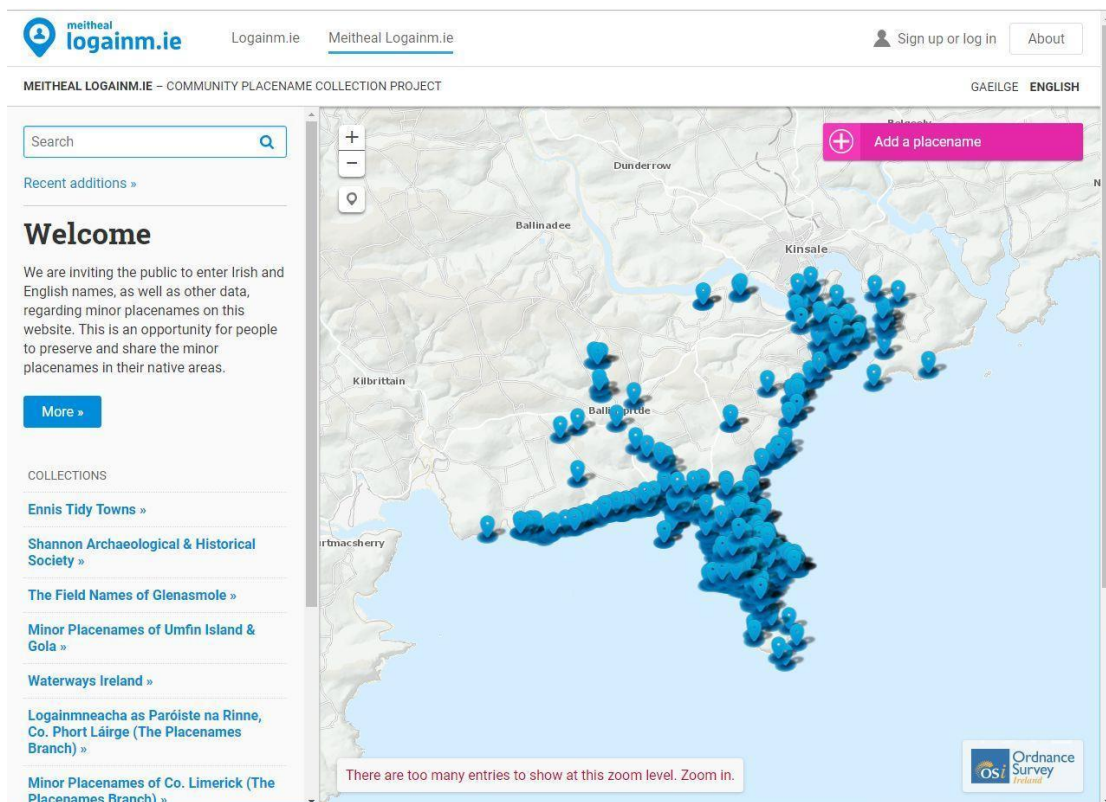 meitheal
logainm.ie
Logainm.ie
Meitheal Logainm.ie
Sign up or log in
About
MEITHEAL LOGAINM.IE – COMMUNITY PLACENAME COLLECTION PROJECT
GAEILGE ENGLISH
Search
Recent additions »
Welcome
We are inviting the public to enter Irish and
English names, as well as other data,
regarding minor placenames on this
website. This is an opportunity for people
to preserve and share the minor
placenames in their native areas.
More »
COLLECTIONS
Ennis Tidy Towns »
Shannon Archaeological & Historical
Society »
The Field Names of Glenasmole »
Minor Placenames of Umfin Island &
Gola »
Waterways Ireland »
Logainmneacha as Paróiste na Rinne,
Co. Phort Láirge (The Placenames
Branch) »
Minor Placenames of Co. Limerick (The
Placenames Branch) »
+
−
Add a placename
Dunderrow
Ballinadee
Kinsale
Kilbrittain
rtmacsherry
There are too many entries to show at this zoom level. Zoom in.
OSi
Ordnance
Survey
Ireland